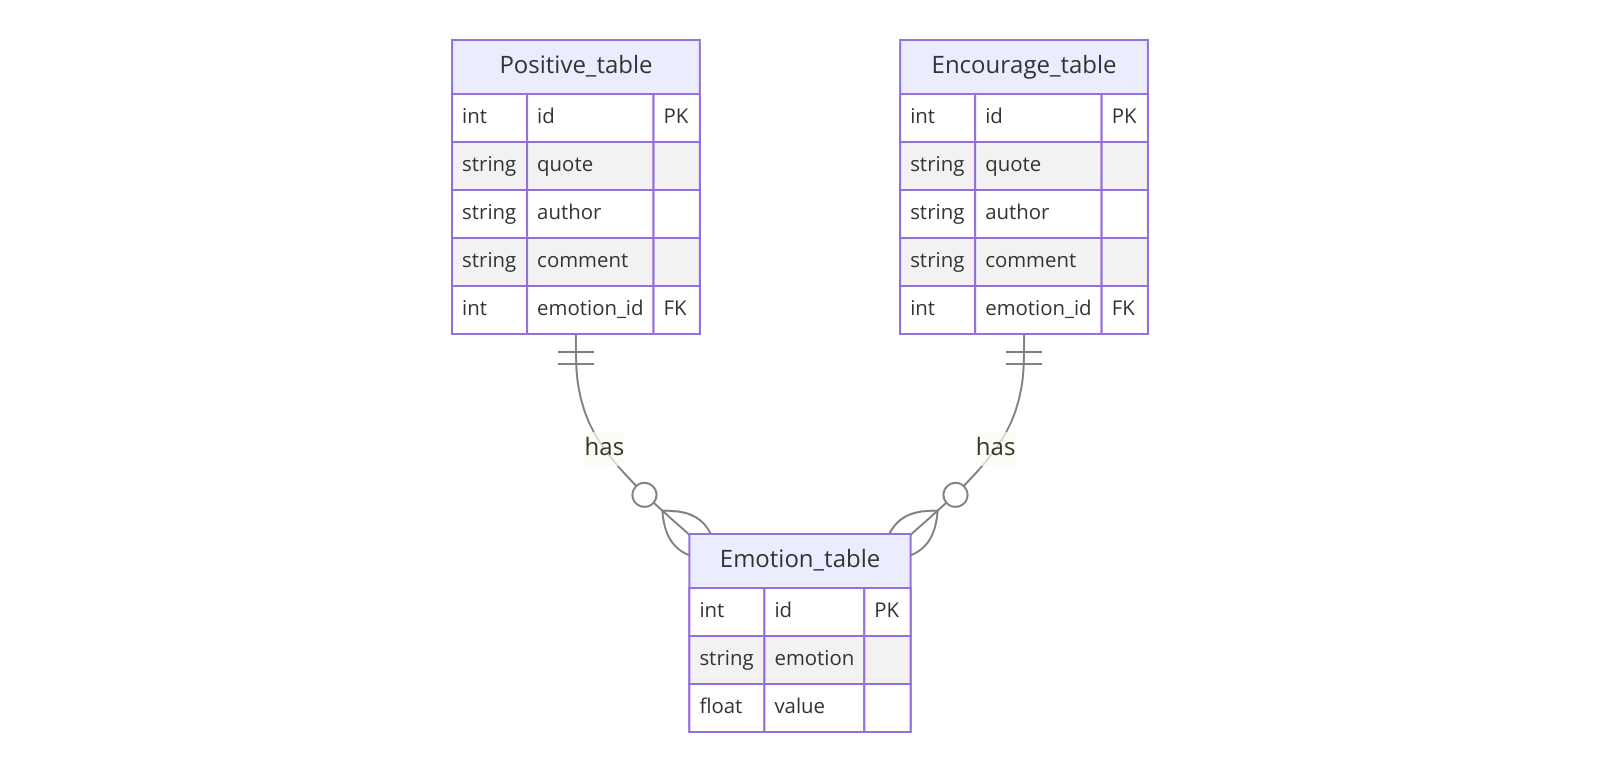 Positive_table
int id PK
string quote
string author
string comment
int emotion_id FK
Encourage_table
int id PK
string quote
string author
string comment
int emotion_id FK
has
has
Emotion_table
int id PK
string emotion
float value